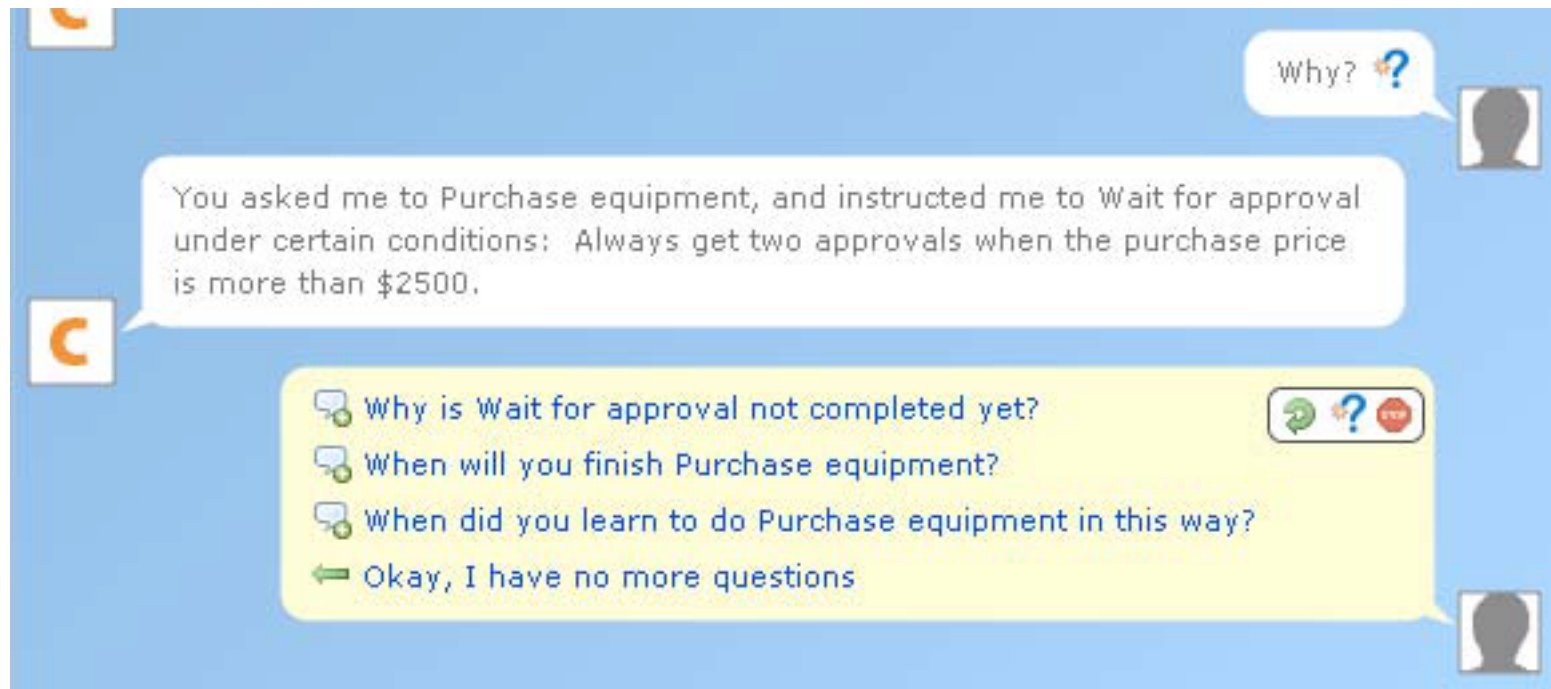 Why?
You asked me to Purchase equipment, and instructed me to Wait for approval
under certain conditions:  Always get two approvals when the purchase price
is more than $2500.
C
Why is Wait for approval not completed yet?
When will you finish Purchase equipment?
When did you learn to do Purchase equipment in this way?
Okay, I have no more questions